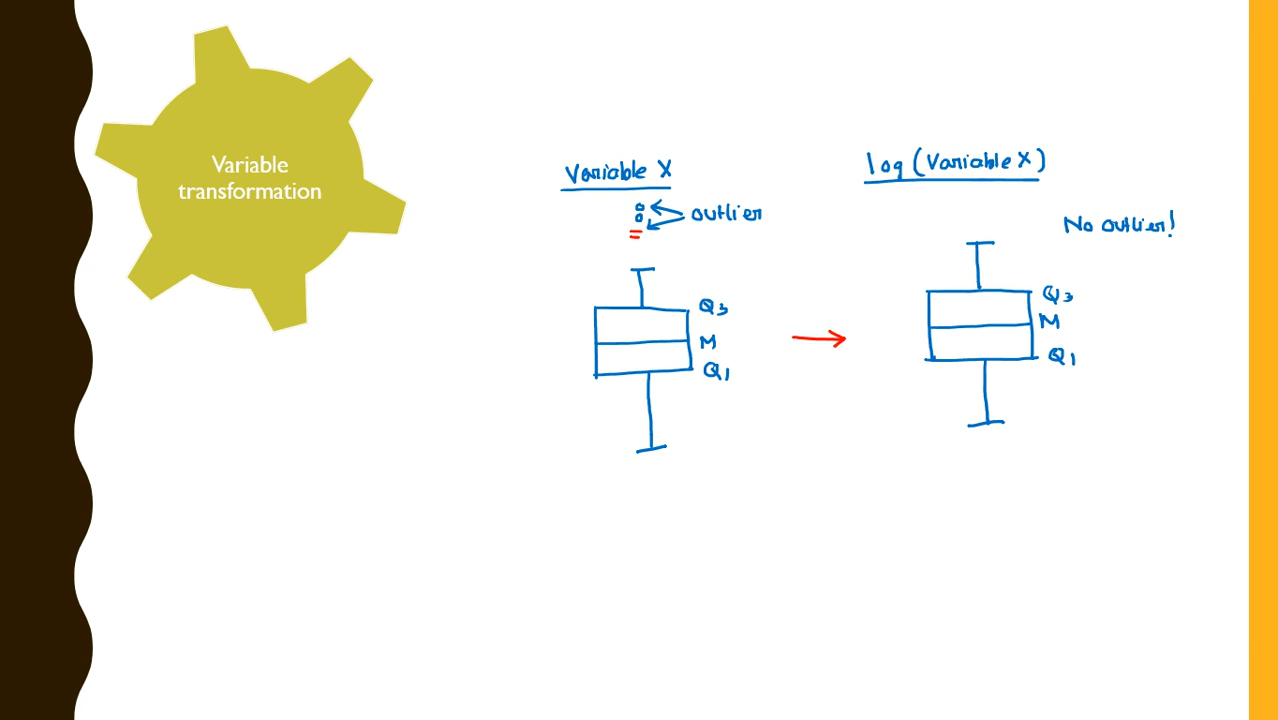 Variable
transformation
Variable X
outlier
Q3
M
Q1
log (Variable X)
No outlier!
Q3
M
Q1